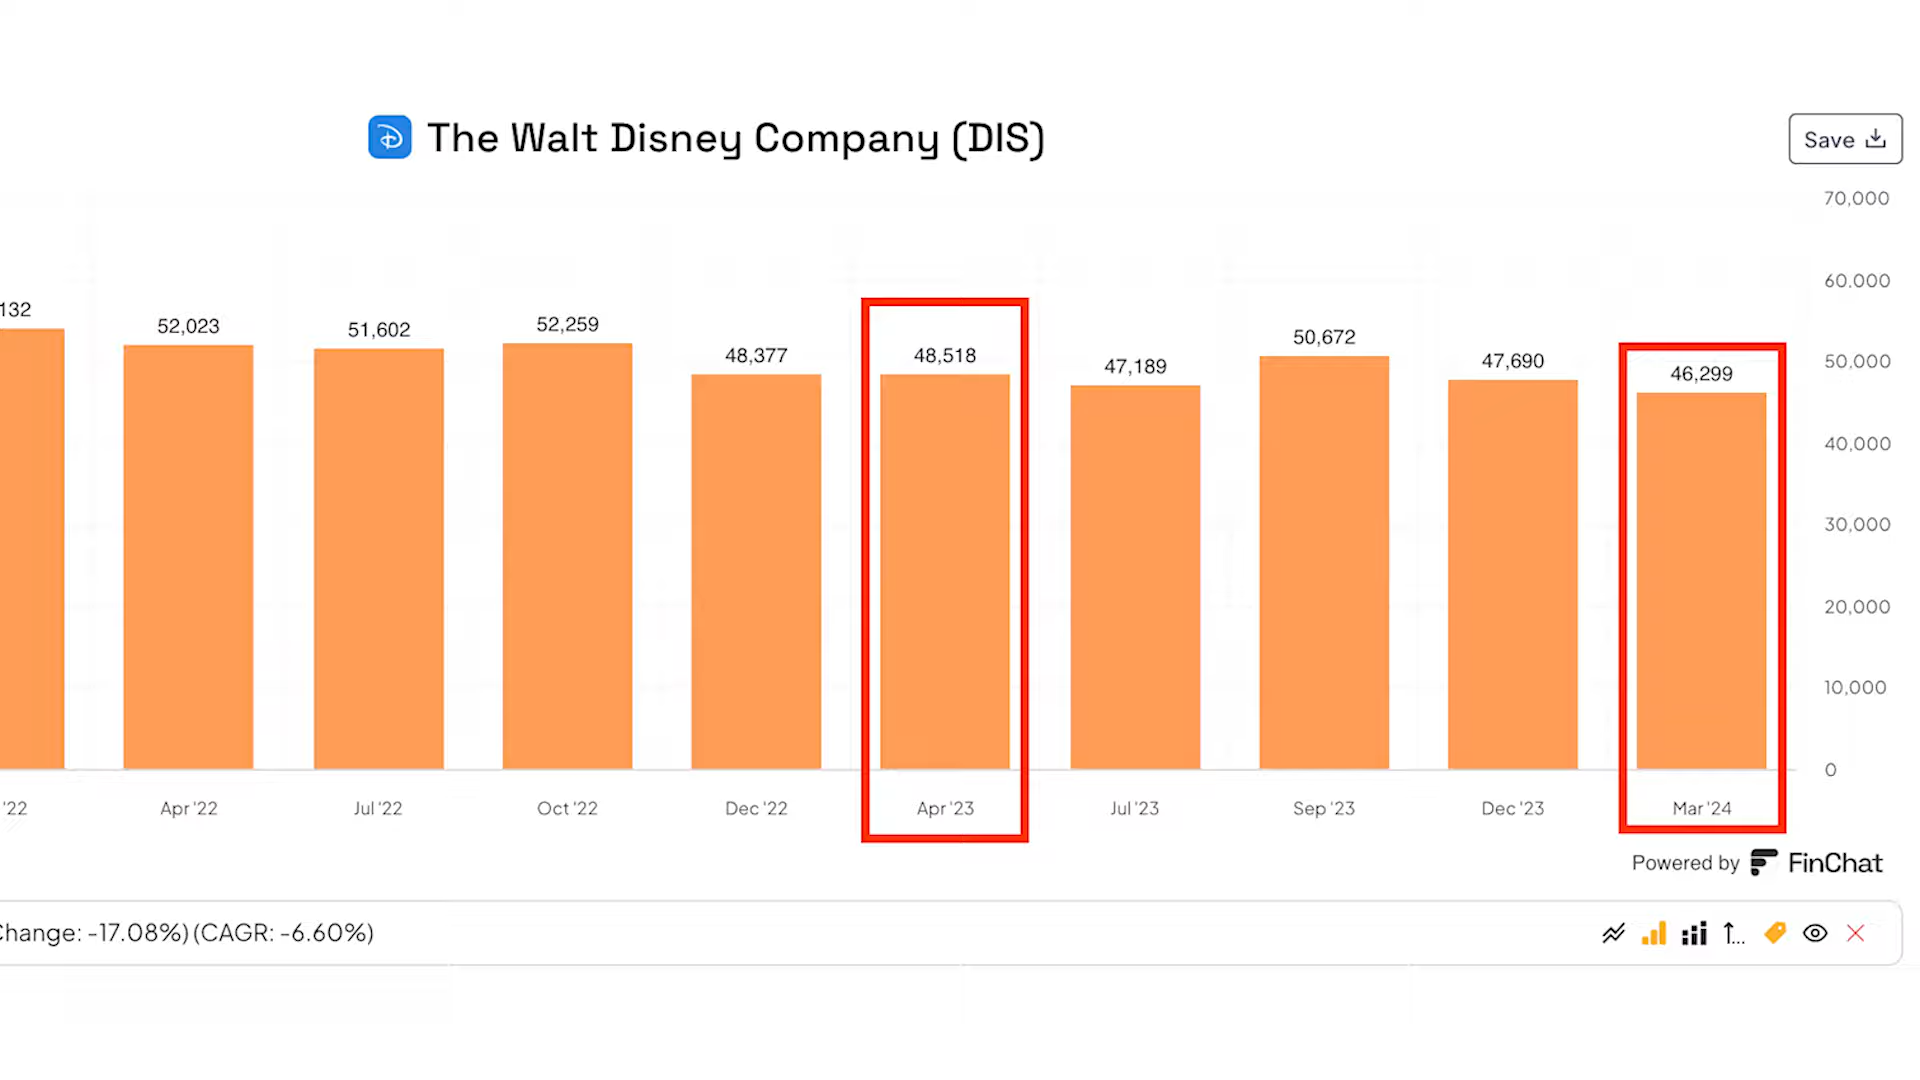 The Walt Disney Company (DIS)
Save
70,000
60,000
50,000
40,000
30,000
20,000
10,000
0
132
52,023
51,602
52,259
48,377
48,518
47,189
50,672
47,690
46,299
'22
Apr '22
Jul '22
Oct '22
Dec '22
Apr '23
Jul '23
Sep '23
Dec '23
Mar '24
Powered by FinChat
Change: -17.08%) (CAGR: -6.60%)